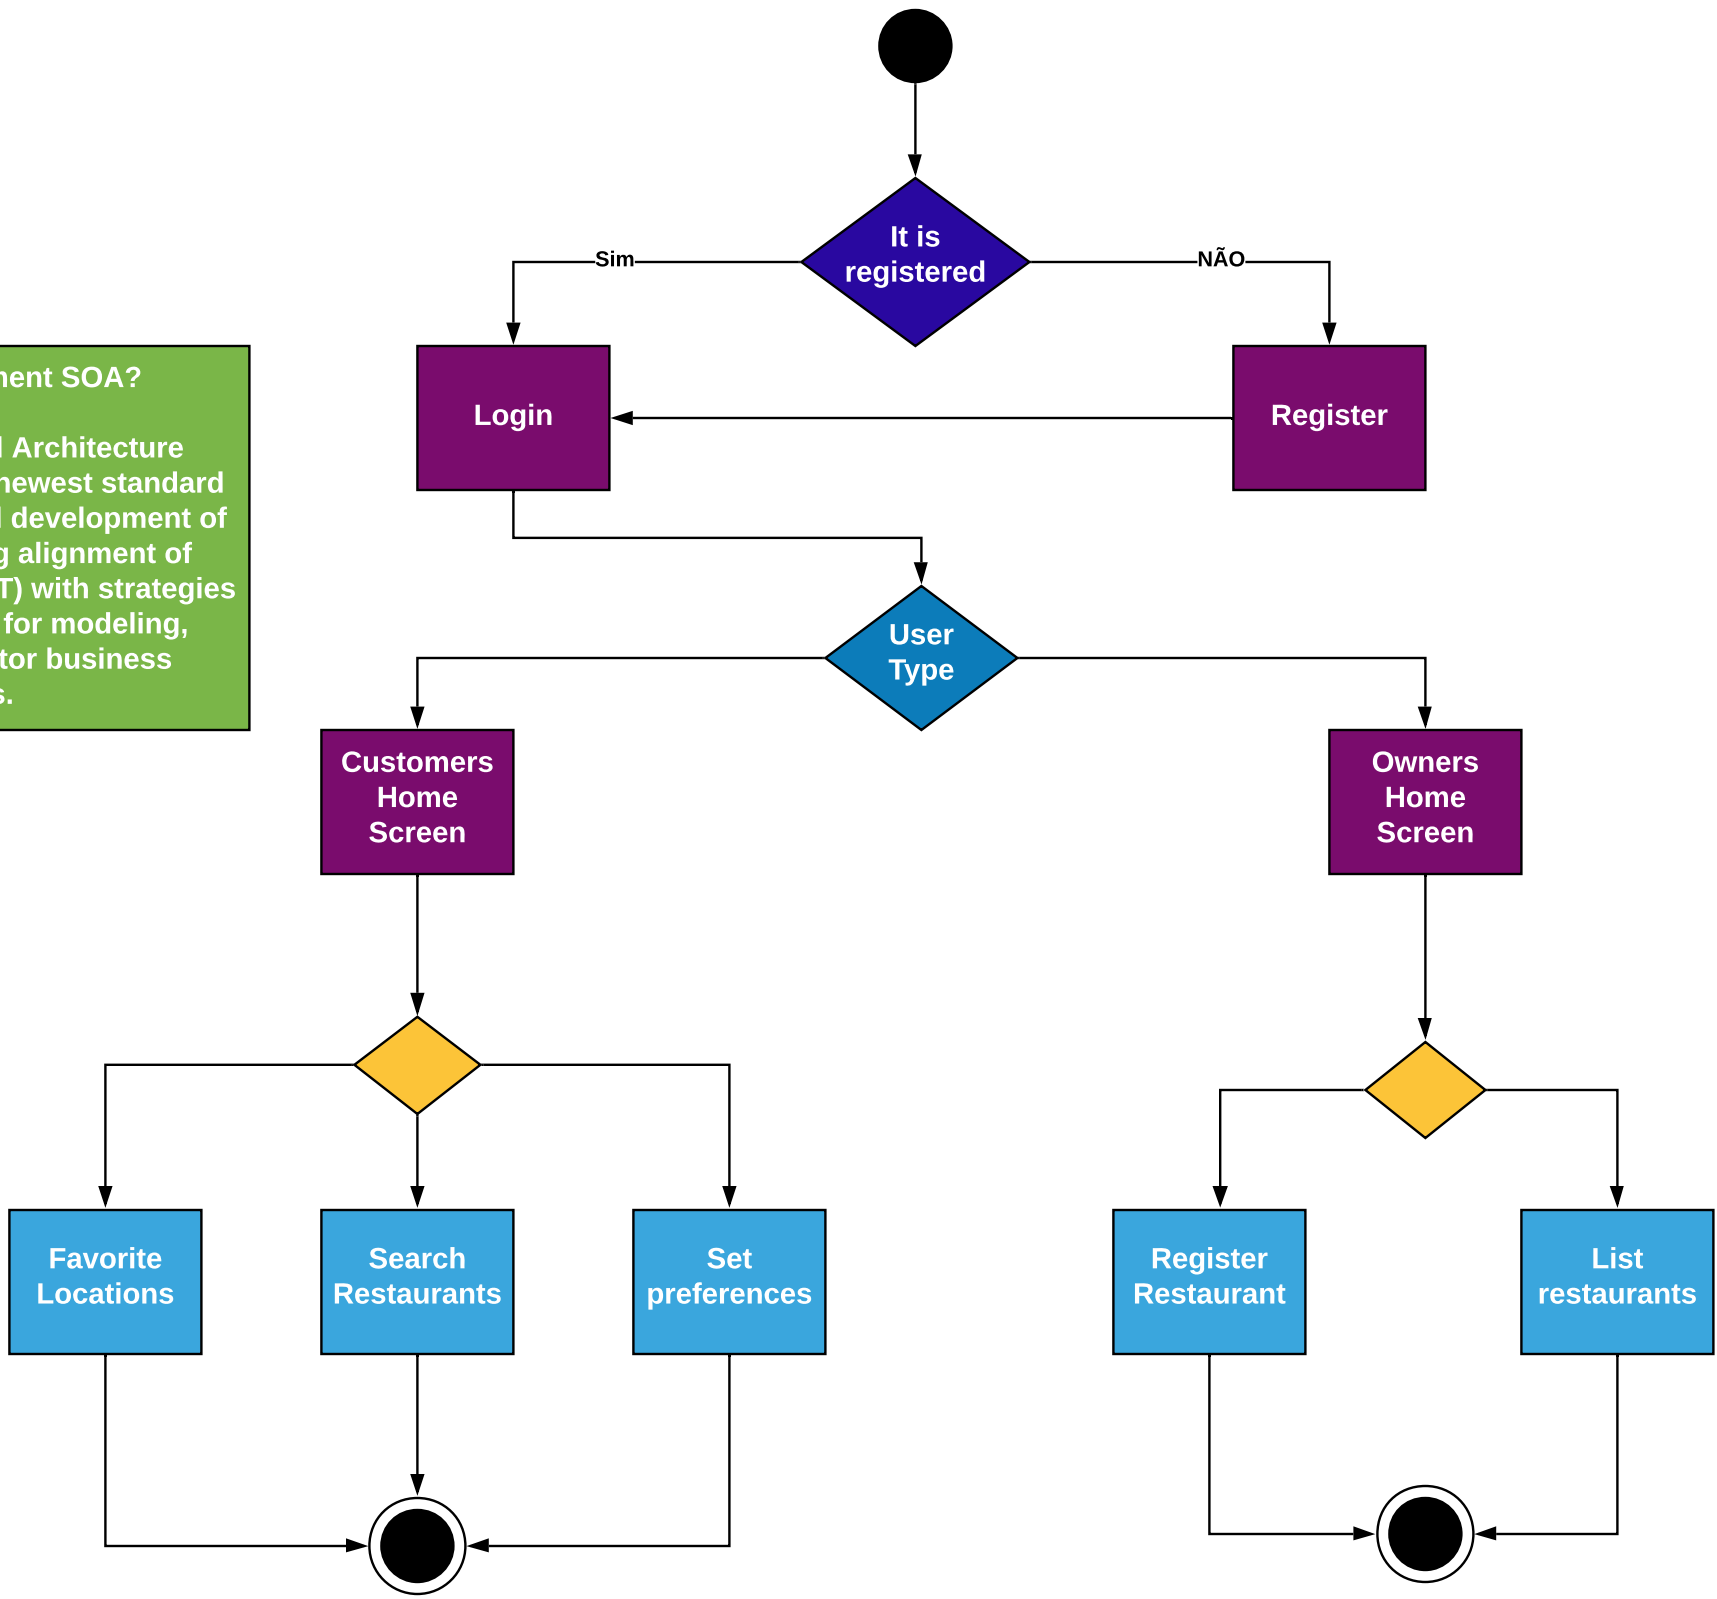 It is
registered
Sim
NÃO
Login
Register
ment SOA?
Architecture
newest standard
development of
alignment of
with strategies
for modeling,
business
User
Type
Customers
Home
Screen
Owners
Home
Screen
Favorite
Locations
Search
Restaurants
Set
preferences
Register
Restaurant
List
restaurants